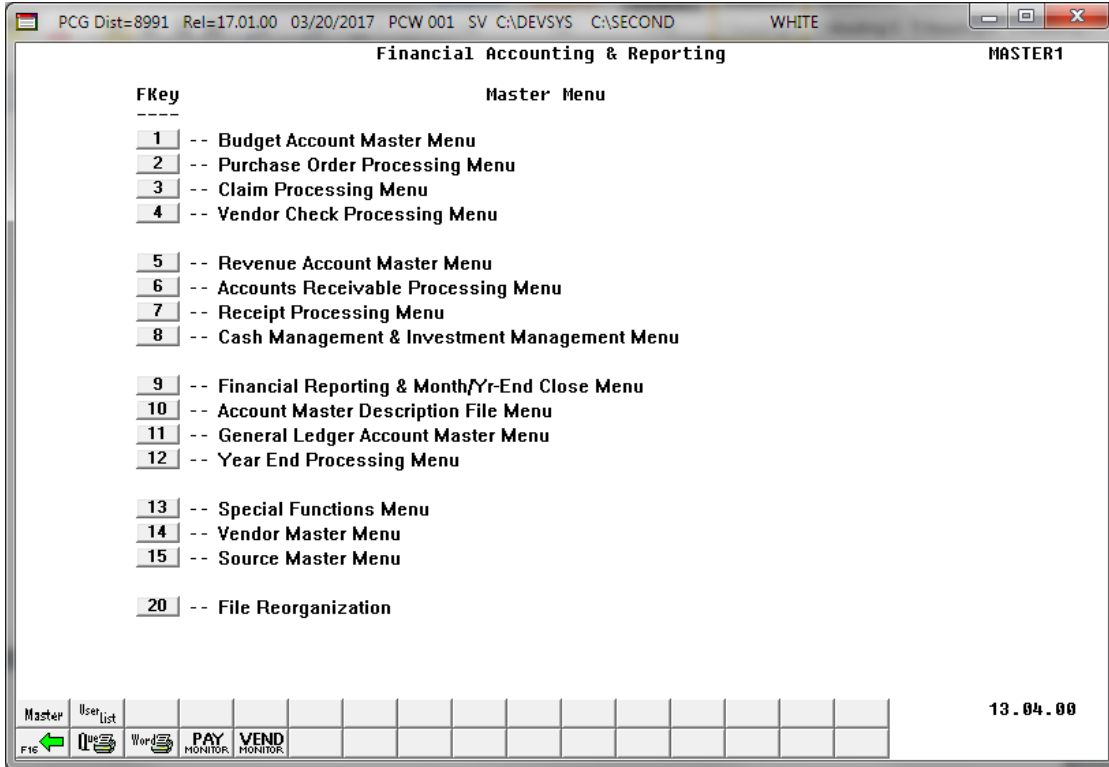 PCG Dist=8991 Rel=17.01.00 03/20/2017 PCW 001 SV C:\DEVSYS C:\SECOND WHITE
Financial Accounting & Reporting MASTER1
FKey Master Menu
----
1 -- Budget Account Master Menu
2 -- Purchase Order Processing Menu
3 -- Claim Processing Menu
4 -- Vendor Check Processing Menu
5 -- Revenue Account Master Menu
6 -- Accounts Receivable Processing Menu
7 -- Receipt Processing Menu
8 -- Cash Management & Investment Management Menu
9 -- Financial Reporting & Month/Yr-End Close Menu
10 -- Account Master Description File Menu
11 -- General Ledger Account Master Menu
12 -- Year End Processing Menu
13 -- Special Functions Menu
14 -- Vendor Master Menu
15 -- Source Master Menu
20 -- File Reorganization
Master User List 13.04.00
F16 Que Word PAY MONITOR VEND MONITOR